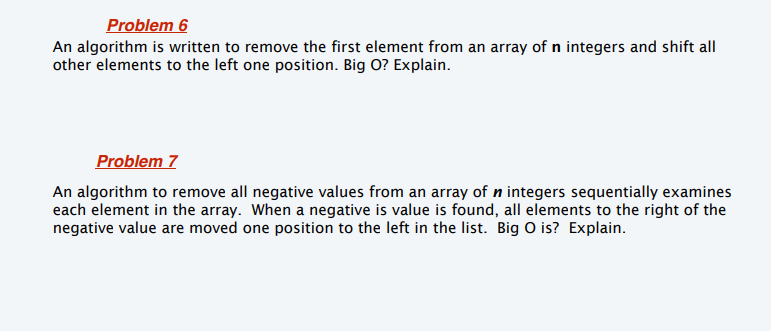 Problem 6
An algorithm is written to remove the first element from an array of n integers and shift all
other elements to the left one position. Big O? Explain.
Problem 7
An algorithm to remove all negative values from an array of n integers sequentially examines
each element in the array. When a negative is value is found, all elements to the right of the
negative value are moved one position to the left in the list. Big O is? Explain.